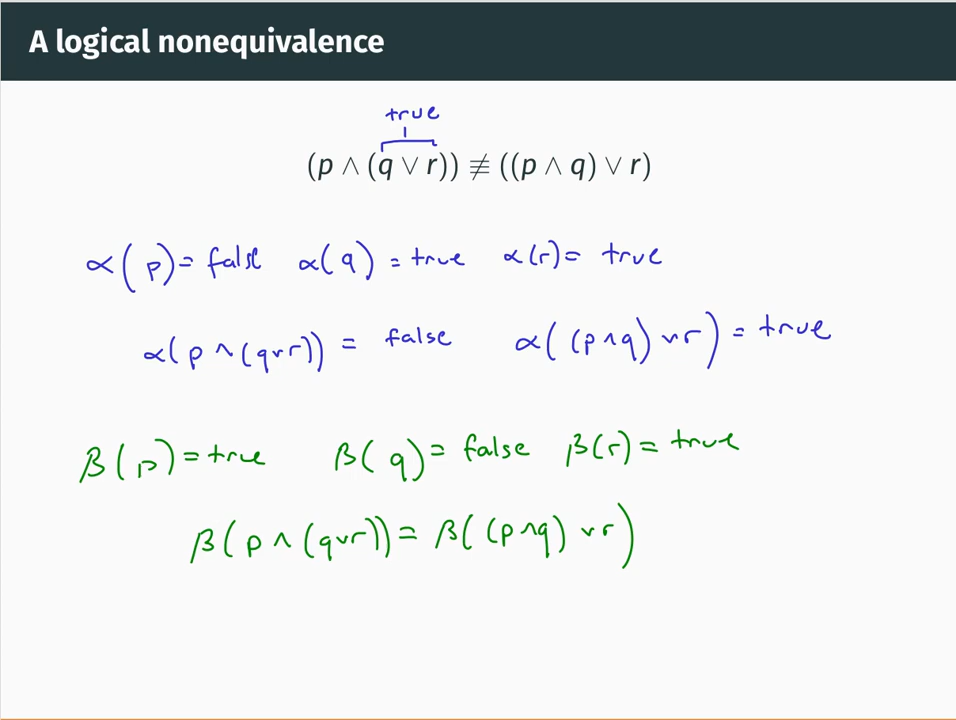 A logical nonequivalence
true
(p ∧ (q ∨ r)) ≢ ((p ∧ q) ∨ r)
α(p) = false α(q) = true α(r) = true
α(p ∧ (q ∨ r)) = false α((p ∧ q) ∨ r) = true
β(p) = true β(q) = false β(r) = true
β(p ∧ (q ∨ r)) = β((p ∧ q) ∨ r)